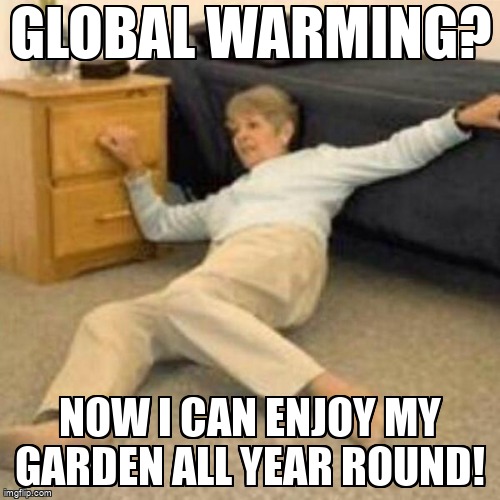 GLOBAL WARMING?
NOW I CAN ENJOY MY
GARDEN ALL YEAR ROUND!
imgflip.com